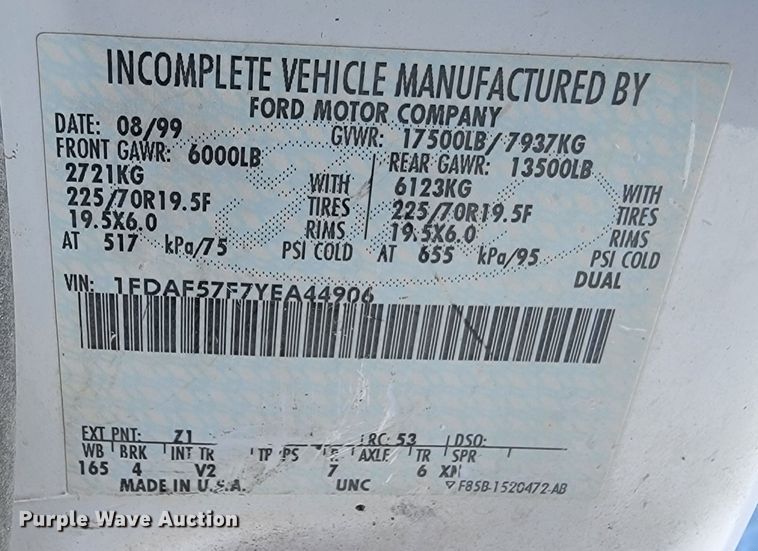 INCOMPLETE VEHICLE MANUFACTURED BY
FORD MOTOR COMPANY
DATE: 08/99 GVWR: 17500LB/ 7937KG
FRONT GAWR: 6000LB REAR GAWR: 13500LB
2721KG WITH 6123KG WITH
225/70R19.5F TIRES 225/70R19.5F TIRES
19.5X6.0 RIMS 19.5X6.0 RIMS
AT 517 kPa/75 PSI COLD AT 655 kPa/95 PSI COLD
DUAL
VIN: 1FDAF57F7YEA44906
EXT PNT: Z1 RC: 53 DSO:
WB BRK INT TR TP PS R AXLE TR SPR
165 4 V2 7 6
MADE IN U.S.A. UNC F85B-1520472-AB
Purple Wave Auction